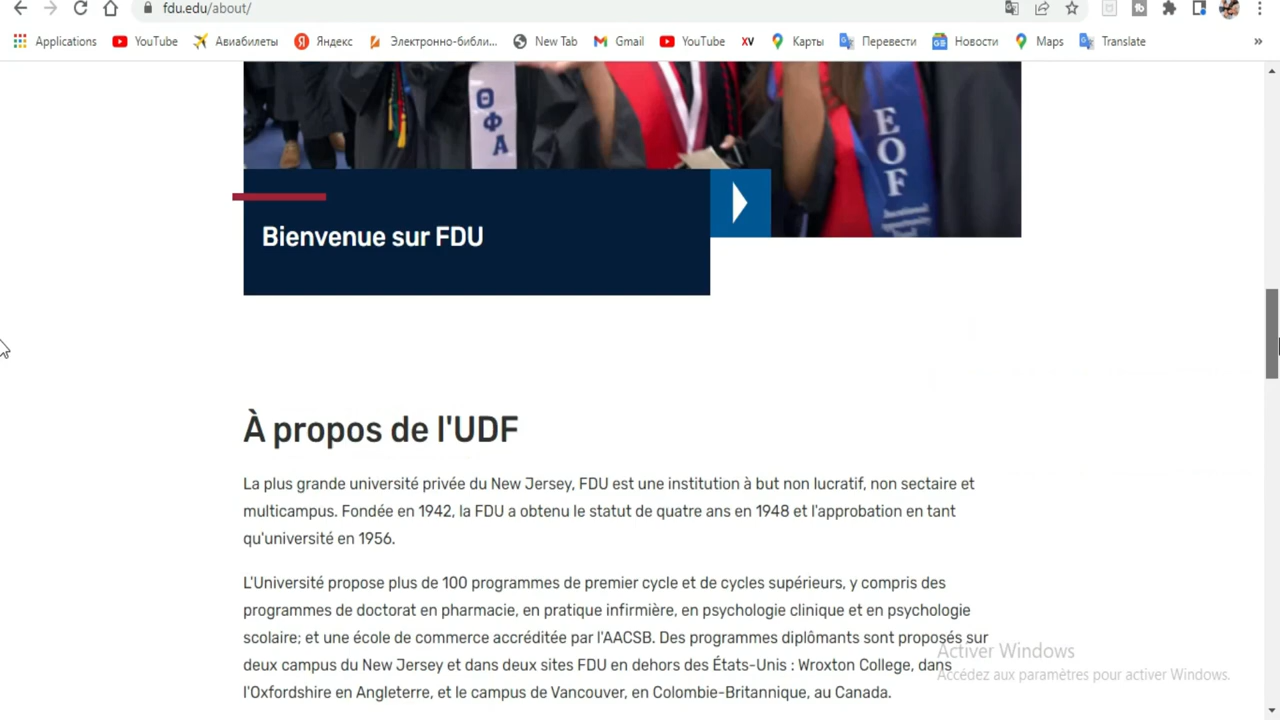 fdu.edu/about/
Applications YouTube Авиабилеты Яндекс Электронно-библи... New Tab Gmail YouTube XV Карты Перевести Новости Maps Translate »
ΘΦΑ
EOF
Bienvenue sur FDU
À propos de l'UDF
La plus grande université privée du New Jersey, FDU est une institution à but non lucratif, non sectaire et
multicampus. Fondée en 1942, la FDU a obtenu le statut de quatre ans en 1948 et l'approbation en tant
qu'université en 1956.
L'Université propose plus de 100 programmes de premier cycle et de cycles supérieurs, y compris des
programmes de doctorat en pharmacie, en pratique infirmière, en psychologie clinique et en psychologie
scolaire; et une école de commerce accréditée par l'AACSB. Des programmes diplômants sont proposés sur
deux campus du New Jersey et dans deux sites FDU en dehors des États-Unis : Wroxton College, dans
l'Oxfordshire en Angleterre, et le campus de Vancouver, en Colombie-Britannique, au Canada.
Activer Windows
Accédez aux paramètres pour activer Windows.